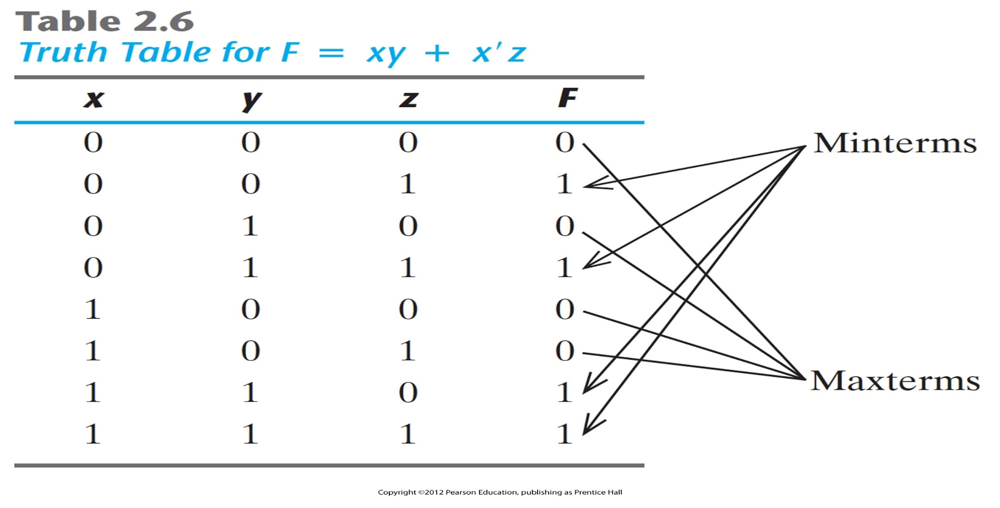 Table 2.6
Truth Table for F = xy + x′z
x y z F
0 0 0 0 Minterms
0 0 1 1
0 1 0 0
0 1 1 1
1 0 0 0
1 0 1 0
1 1 0 1 Maxterms
1 1 1 1
Copyright ©2012 Pearson Education, publishing as Prentice Hall